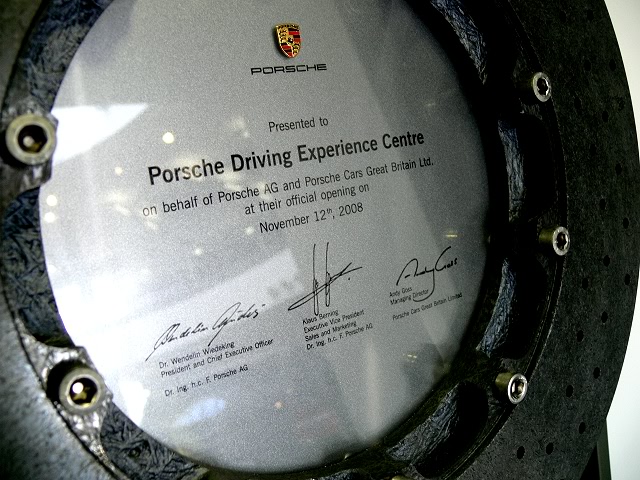 PORSCHE
Presented to
Porsche Driving Experience Centre
on behalf of Porsche AG and Porsche Cars Great Britain Ltd.
at their official opening on
November 12th, 2008
Dr. Wendelin Wiedeking
President and Chief Executive Officer
Dr. Ing. h.c. F. Porsche AG
Klaus Berning
Executive Vice President
Sales and Marketing
Dr. Ing. h.c. F. Porsche AG
Andy Goss
Managing Director
Porsche Cars Great Britain Limited